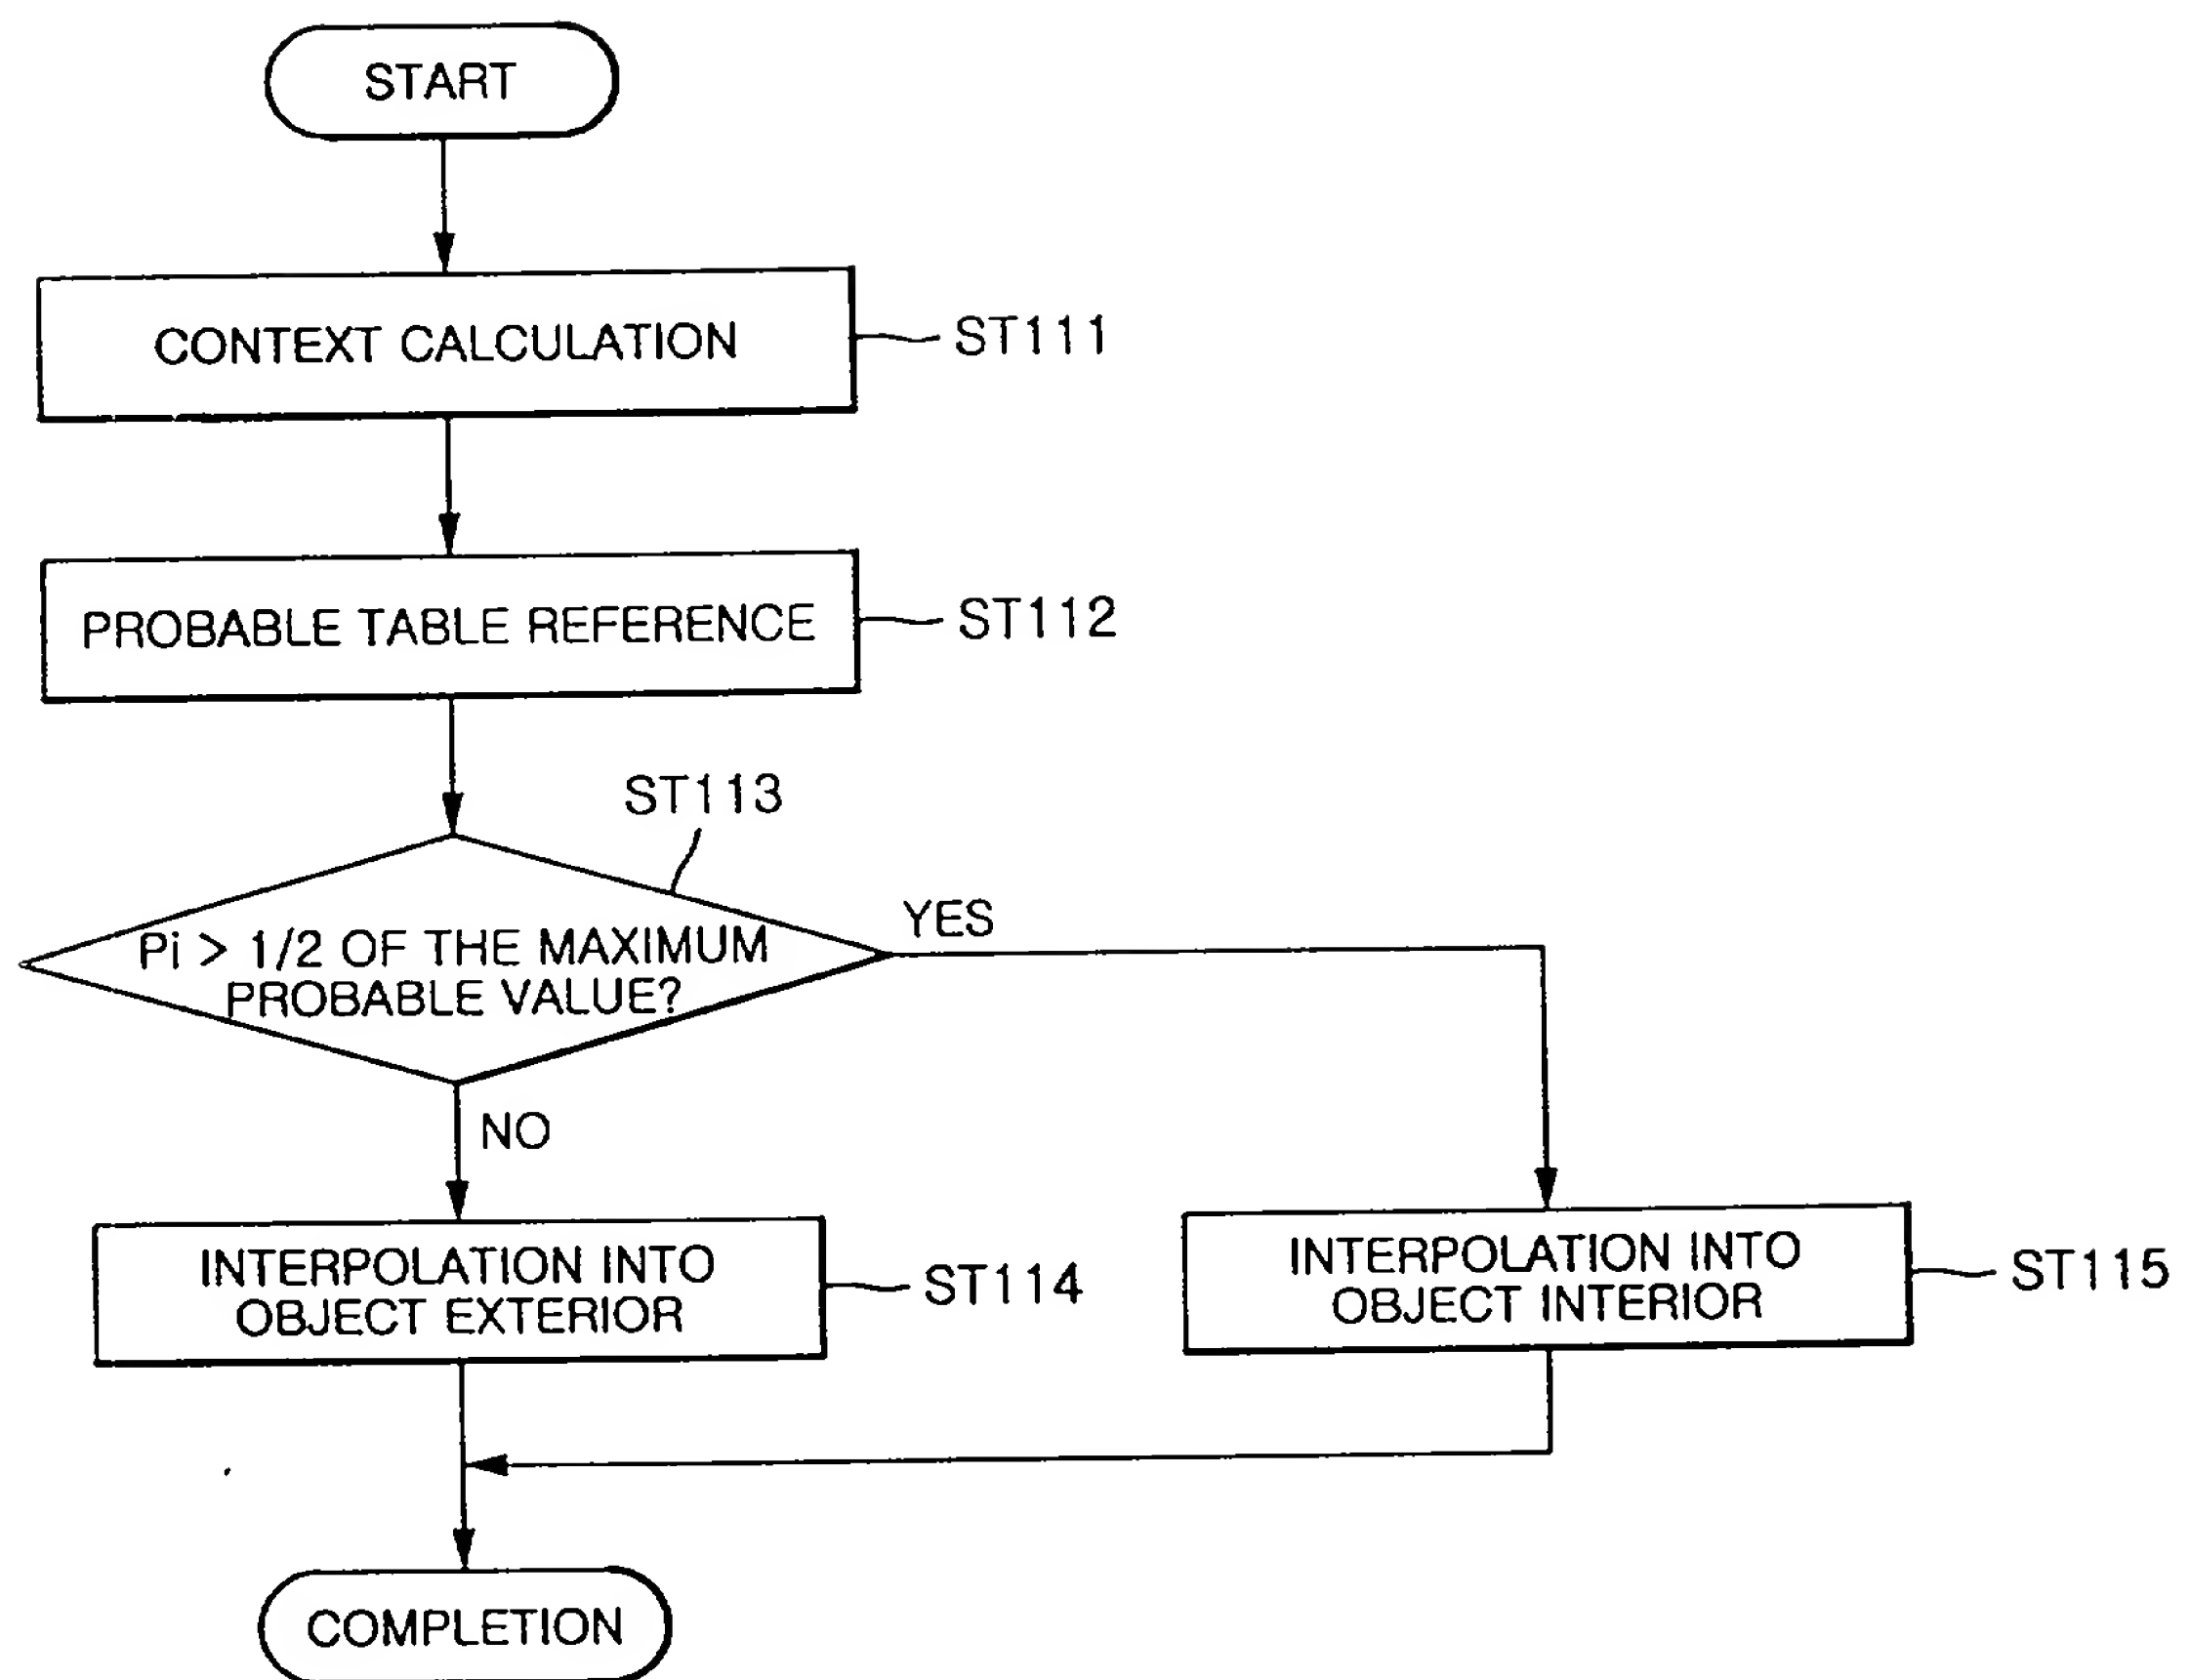 START
CONTEXT CALCULATION
ST111
PROBABLE TABLE REFERENCE
ST112
ST113
Pi > 1/2 OF THE MAXIMUM
PROBABLE VALUE?
YES
NO
INTERPOLATION INTO
OBJECT EXTERIOR
ST114
INTERPOLATION INTO
OBJECT INTERIOR
ST115
COMPLETION